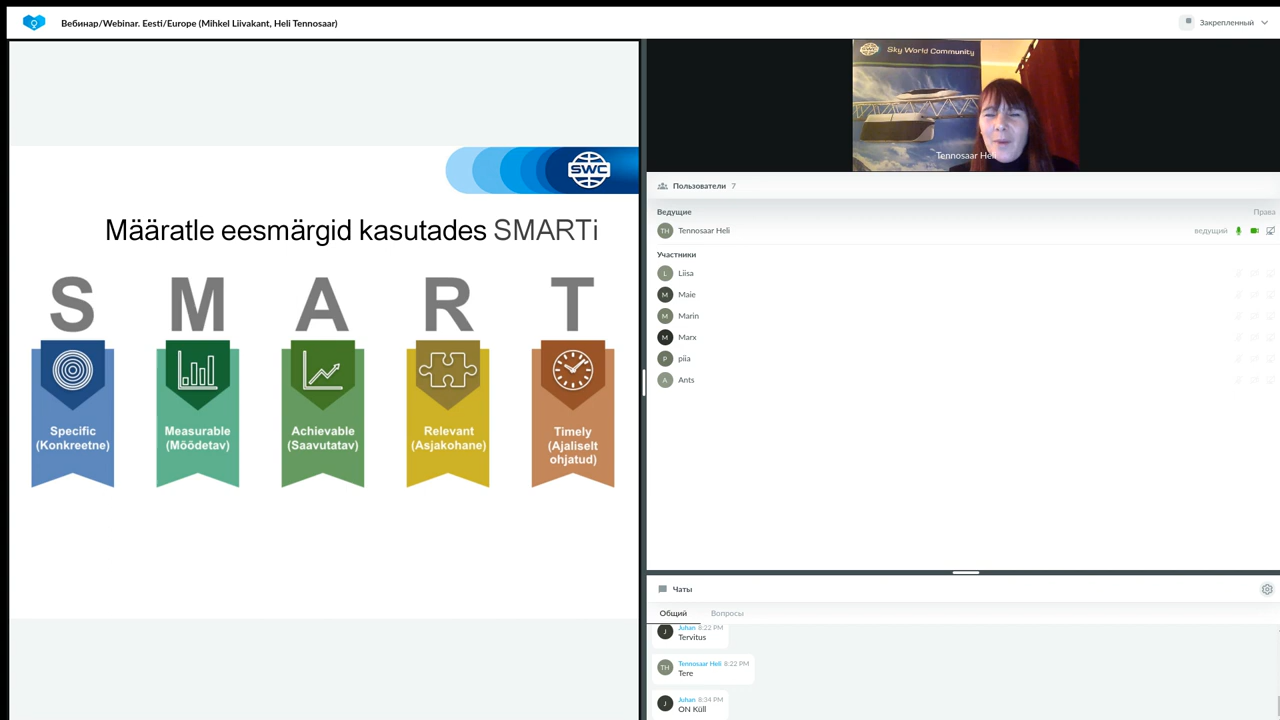 Вебинар/Webinar. Eesti/Europe (Mihkel Liivakant, Heli Tennosaar)
Закрепленный
SWC
Määratle eesmärgid kasutades SMARTi
S M A R T
Specific
(Konkreetne)
Measurable
(Mõõdetav)
Achievable
(Saavutatav)
Relevant
(Asjakohane)
Timely
(Ajaliselt
ohjatud)
Sky World Community
Tennosaar Heli
Пользователи 7
Ведущие Права
TH Tennosaar Heli ведущий
Участники
L Liisa
M Maie
M Marin
M Marx
P piia
A Ants
Чаты
Общий Вопросы
J Juhan 8:22 PM
Tervitus
TH Tennosaar Heli 8:22 PM
Tere
J Juhan 8:34 PM
ON Küll